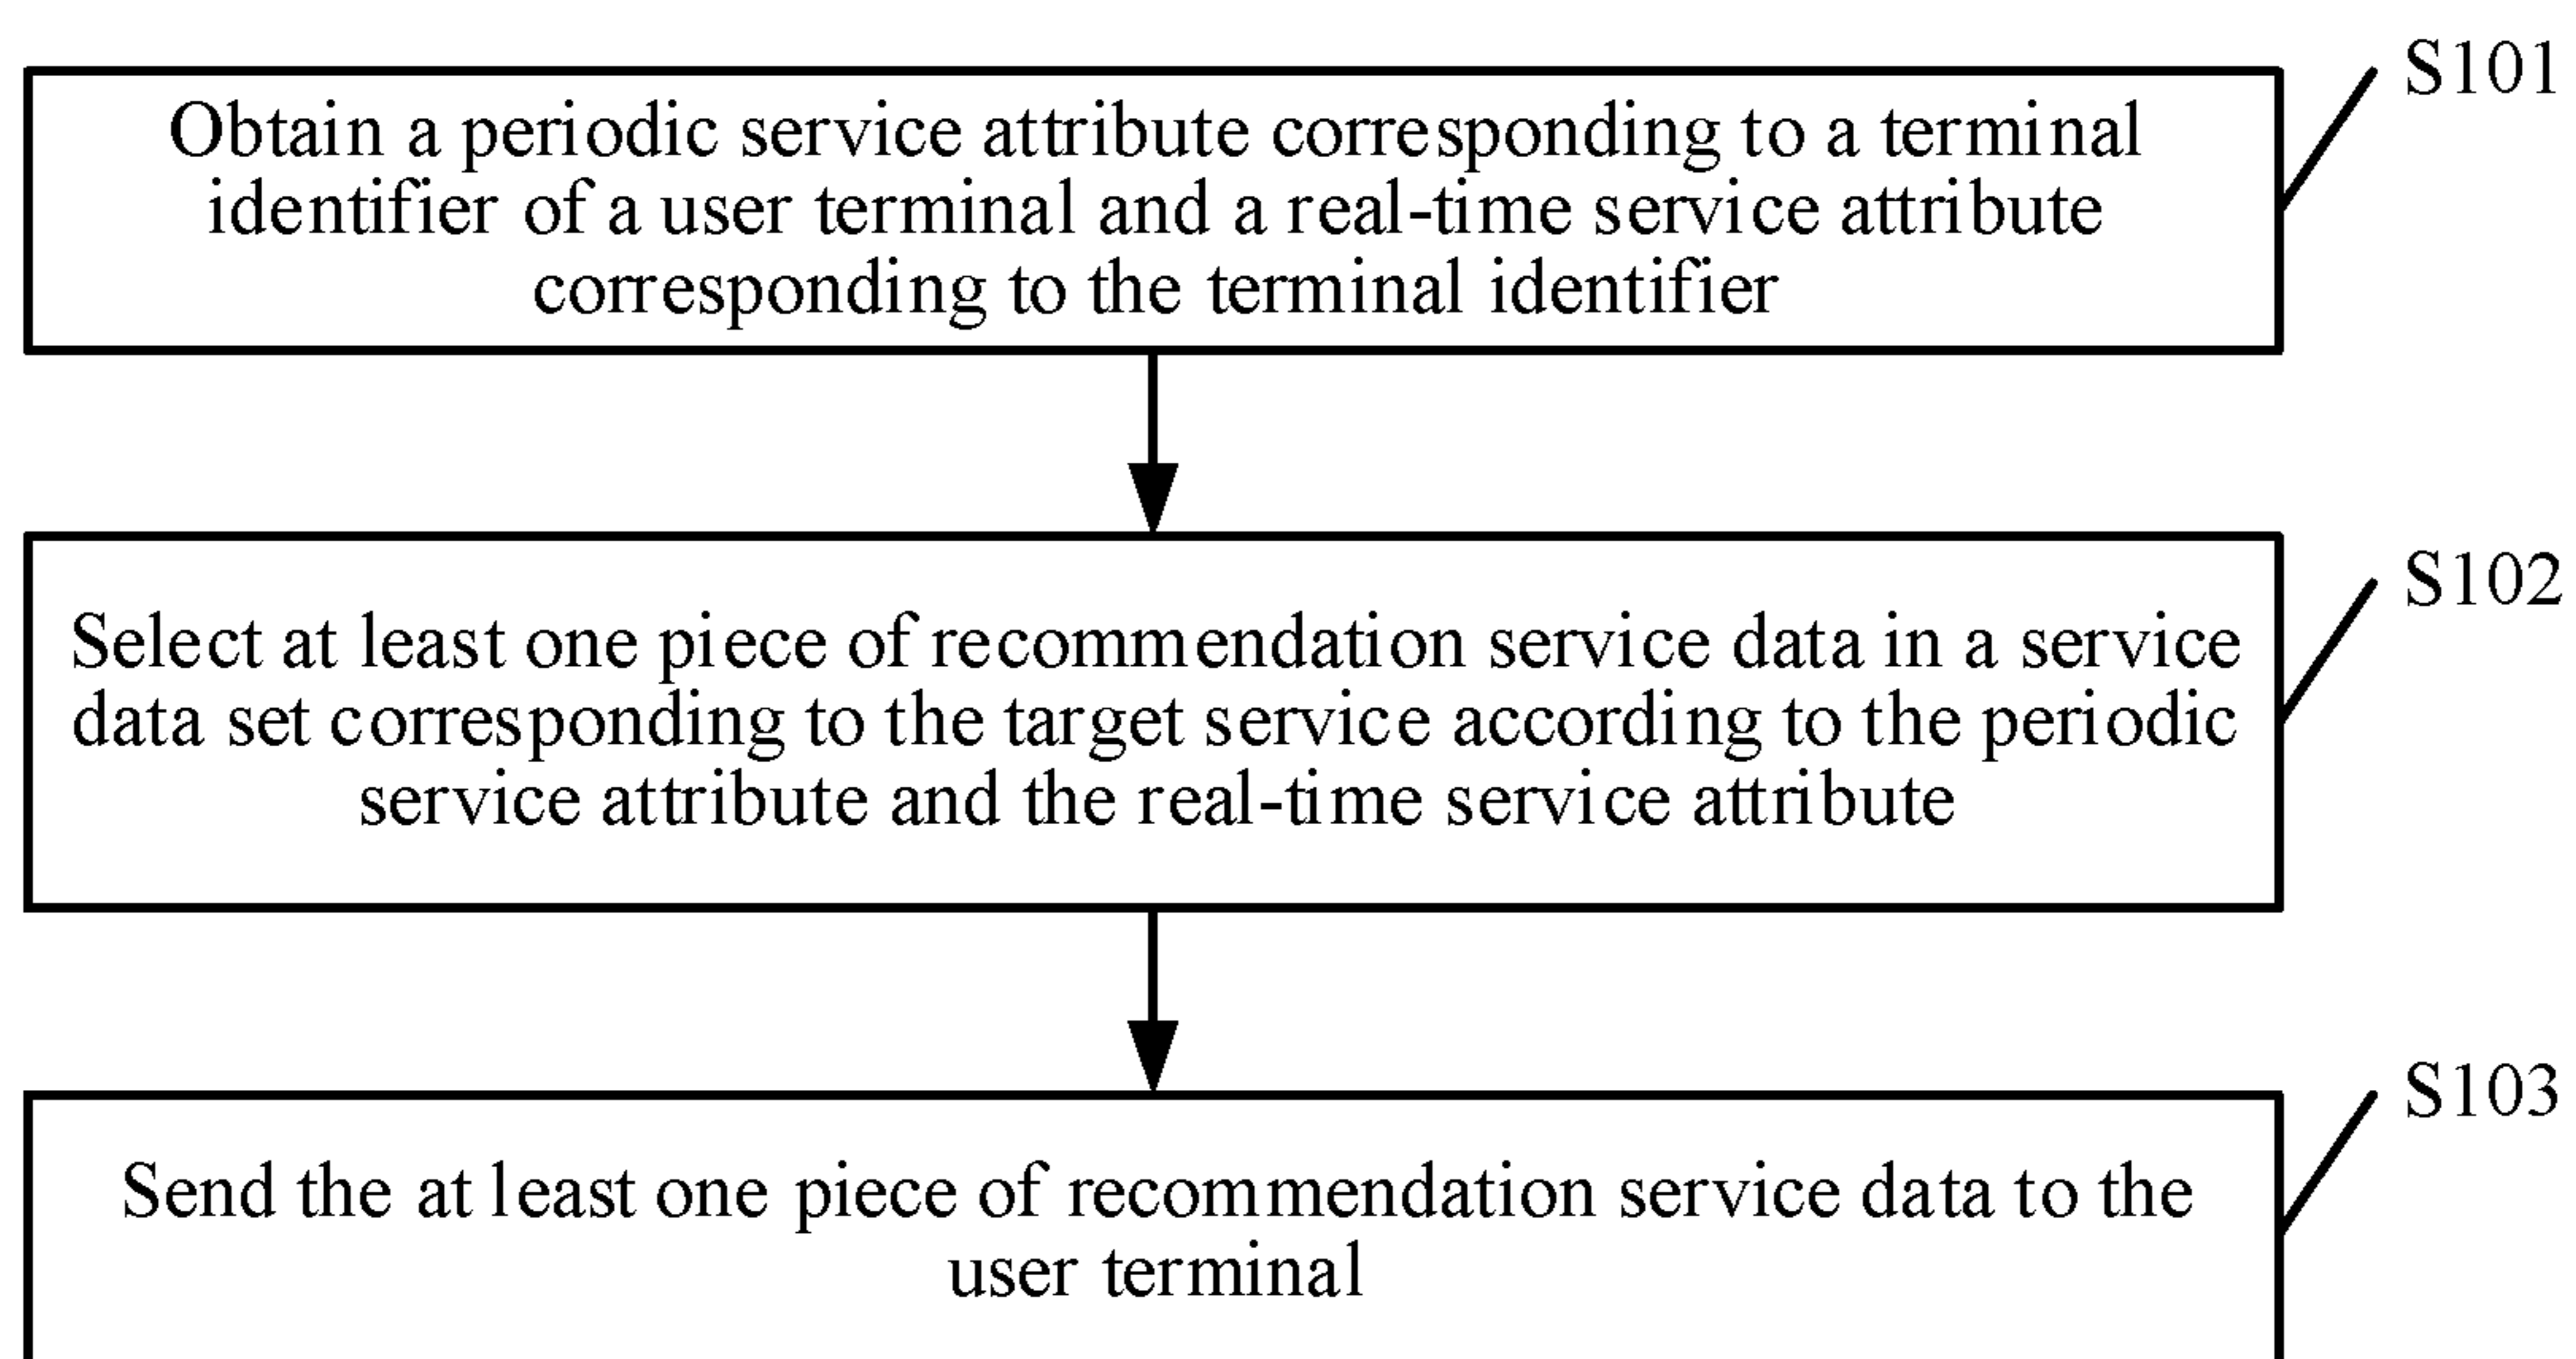 S101
Obtain a periodic service attribute corresponding to a terminal
identifier of a user terminal and a real-time service attribute
corresponding to the terminal identifier
S102
Select at least one piece of recommendation service data in a service
data set corresponding to the target service according to the periodic
service attribute and the real-time service attribute
S103
Send the at least one piece of recommendation service data to the
user terminal